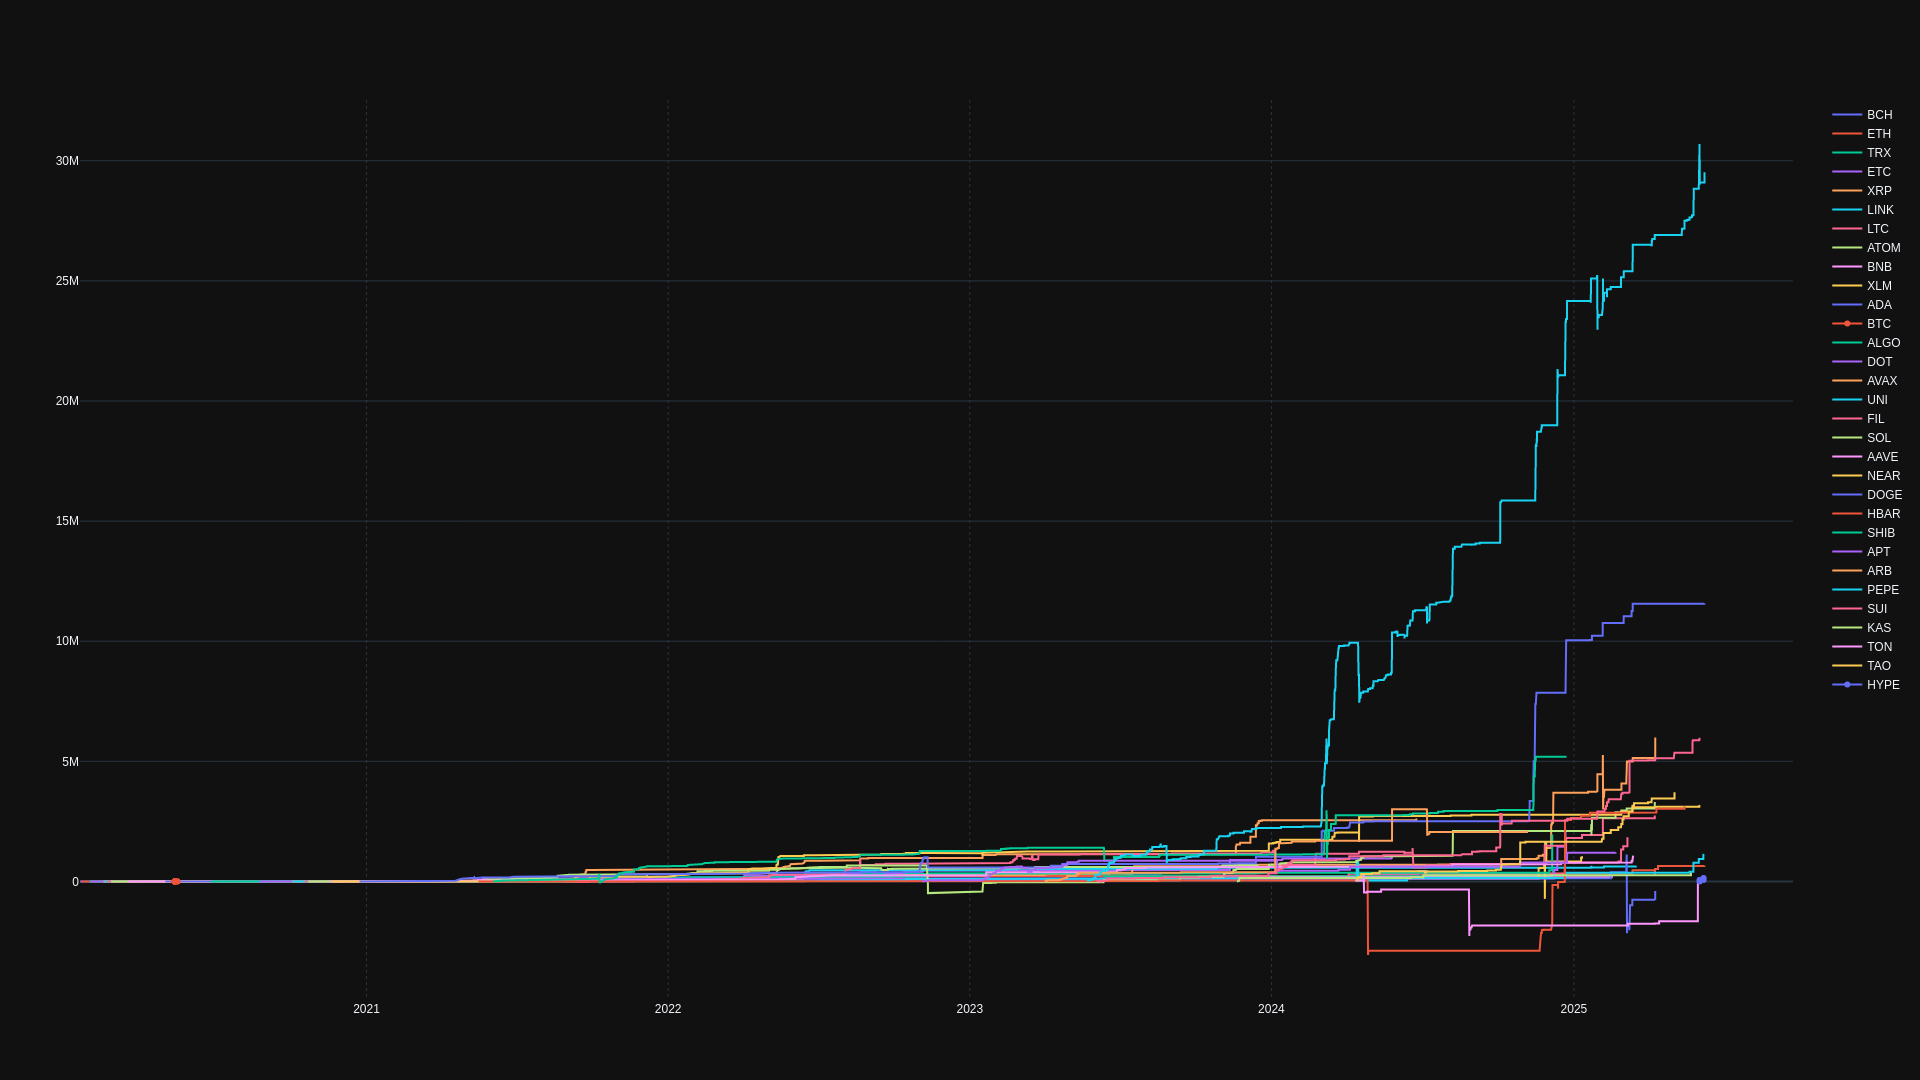 30M
25M
20M
15M
10M
5M
0
2021
2022
2023
2024
2025
BCH
ETH
TRX
ETC
XRP
LINK
LTC
ATOM
BNB
XLM
ADA
BTC
ALGO
DOT
AVAX
UNI
FIL
SOL
AAVE
NEAR
DOGE
HBAR
SHIB
APT
ARB
PEPE
SUI
KAS
TON
TAO
HYPE